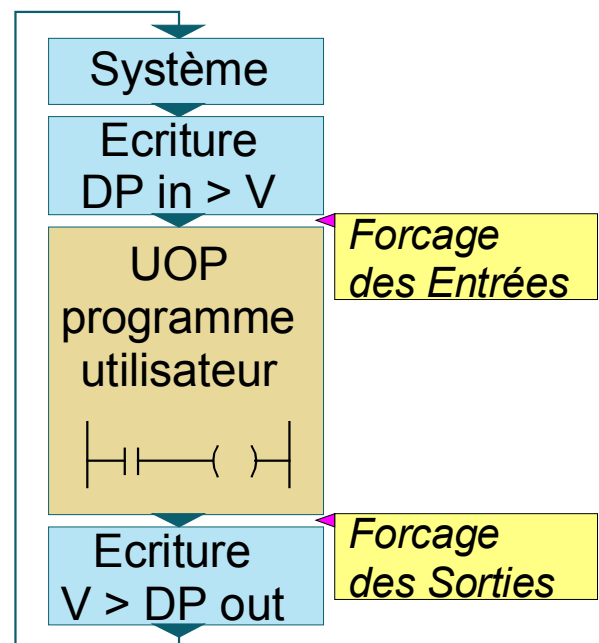 Système
Ecriture
DP in > V
Forcage
des Entrées
UOP
programme
utilisateur
Forcage
des Sorties
Ecriture
V > DP out